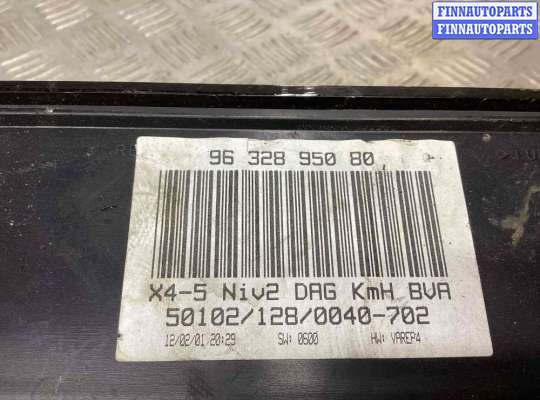 FINNAUTOPARTS
FINNAUTOPARTS
96 328 950 80
X4-5 Niv2 DAG KmH BVA
50102/128/0040-702
12/02/01 20:29 SW: 0600 HW: VAREP4